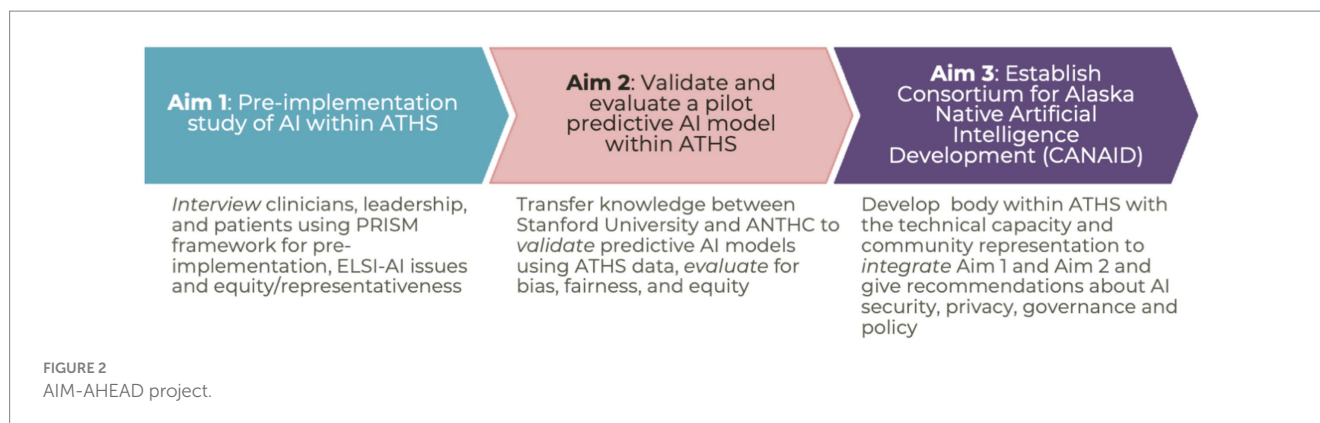 Aim 1: Pre-implementation
study of AI within ATHS
Aim 2: Validate and
evaluate a pilot
predictive AI model
within ATHS
Aim 3: Establish
Consortium for Alaska
Native Artificial
Intelligence
Development (CANAID)
Interview clinicians, leadership,
and patients using PRISM
framework for pre-
implementation, ELSI-AI issues
and equity/representativeness
Transfer knowledge between
Stanford University and ANTHC to
validate predictive AI models
using ATHS data, evaluate for
bias, fairness, and equity
Develop body within ATHS with
the technical capacity and
community representation to
integrate Aim 1 and Aim 2 and
give recommendations about AI
security, privacy, governance and
policy
FIGURE 2
AIM-AHEAD project.